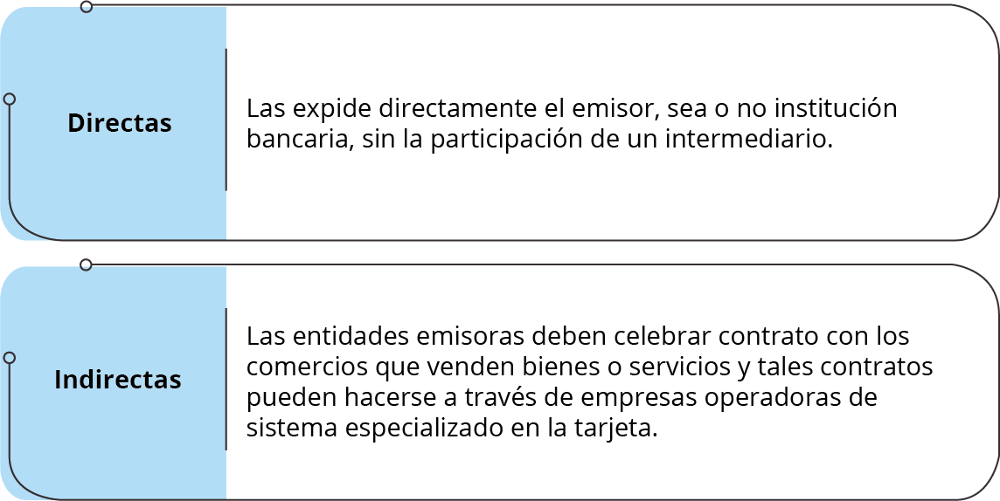 Directas
Las expide directamente el emisor, sea o no institución
bancaria, sin la participación de un intermediario.
Indirectas
Las entidades emisoras deben celebrar contrato con los
comercios que venden bienes o servicios y tales contratos
pueden hacerse a través de empresas operadoras de
sistema especializado en la tarjeta.